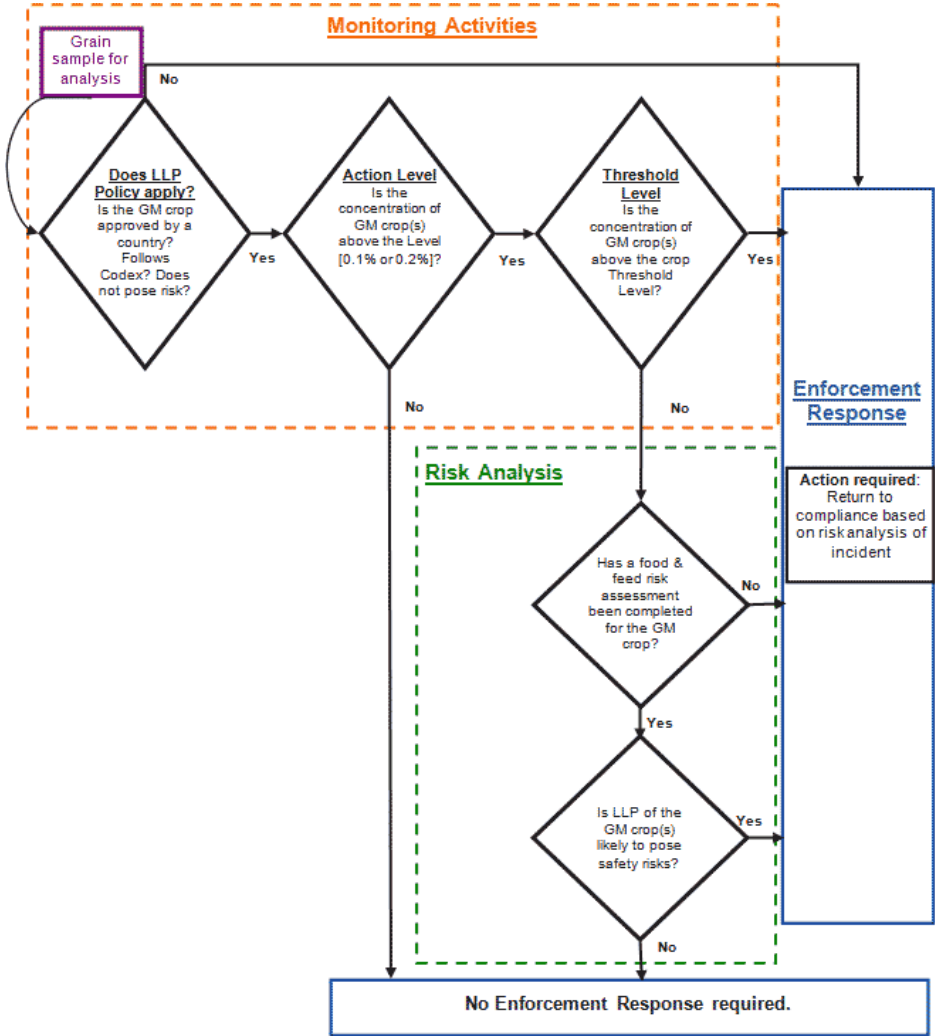 Monitoring Activities
Grain
sample for
analysis
No
Does LLP
Policy apply?
Is the GM crop
approved by a
country?
Follows
Codex? Does
not pose risk?
Yes
Action Level
Is the
concentration of
GM crop(s)
above the Level
[0.1% or 0.2%]?
Yes
No
Threshold
Level
Is the
concentration of
GM crop(s)
above the crop
Threshold
Level?
Yes
No
Enforcement
Response
Action required:
Return to
compliance based
on risk analysis of
incident
Risk Analysis
Has a food &
feed risk
assessment
been completed
for the GM
crop?
No
Yes
Is LLP of the
GM crop(s)
likely to pose
safety risks?
Yes
No
No Enforcement Response required.